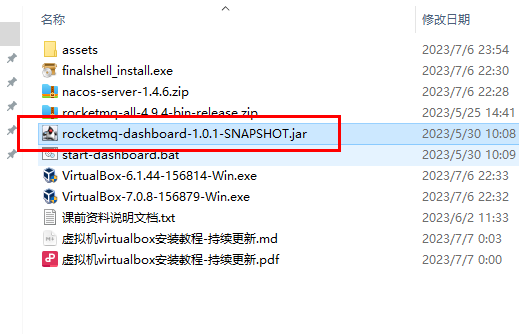 名称 修改日期
assets 2023/7/6 23:54
finalshell_install.exe 2023/7/6 22:30
nacos-server-1.4.6.zip 2023/7/6 22:28
rocketmq-all-4.9.4-bin-release.zip 2023/5/25 14:41
rocketmq-dashboard-1.0.1-SNAPSHOT.jar 2023/5/30 10:08
start-dashboard.bat 2023/5/30 10:09
VirtualBox-6.1.44-156814-Win.exe 2023/7/6 22:33
VirtualBox-7.0.8-156879-Win.exe 2023/7/6 22:32
课前资料说明文档.txt 2023/6/2 11:33
虚拟机virtualbox安装教程-持续更新.md 2023/7/7 0:03
虚拟机virtualbox安装教程-持续更新.pdf 2023/7/7 0:00